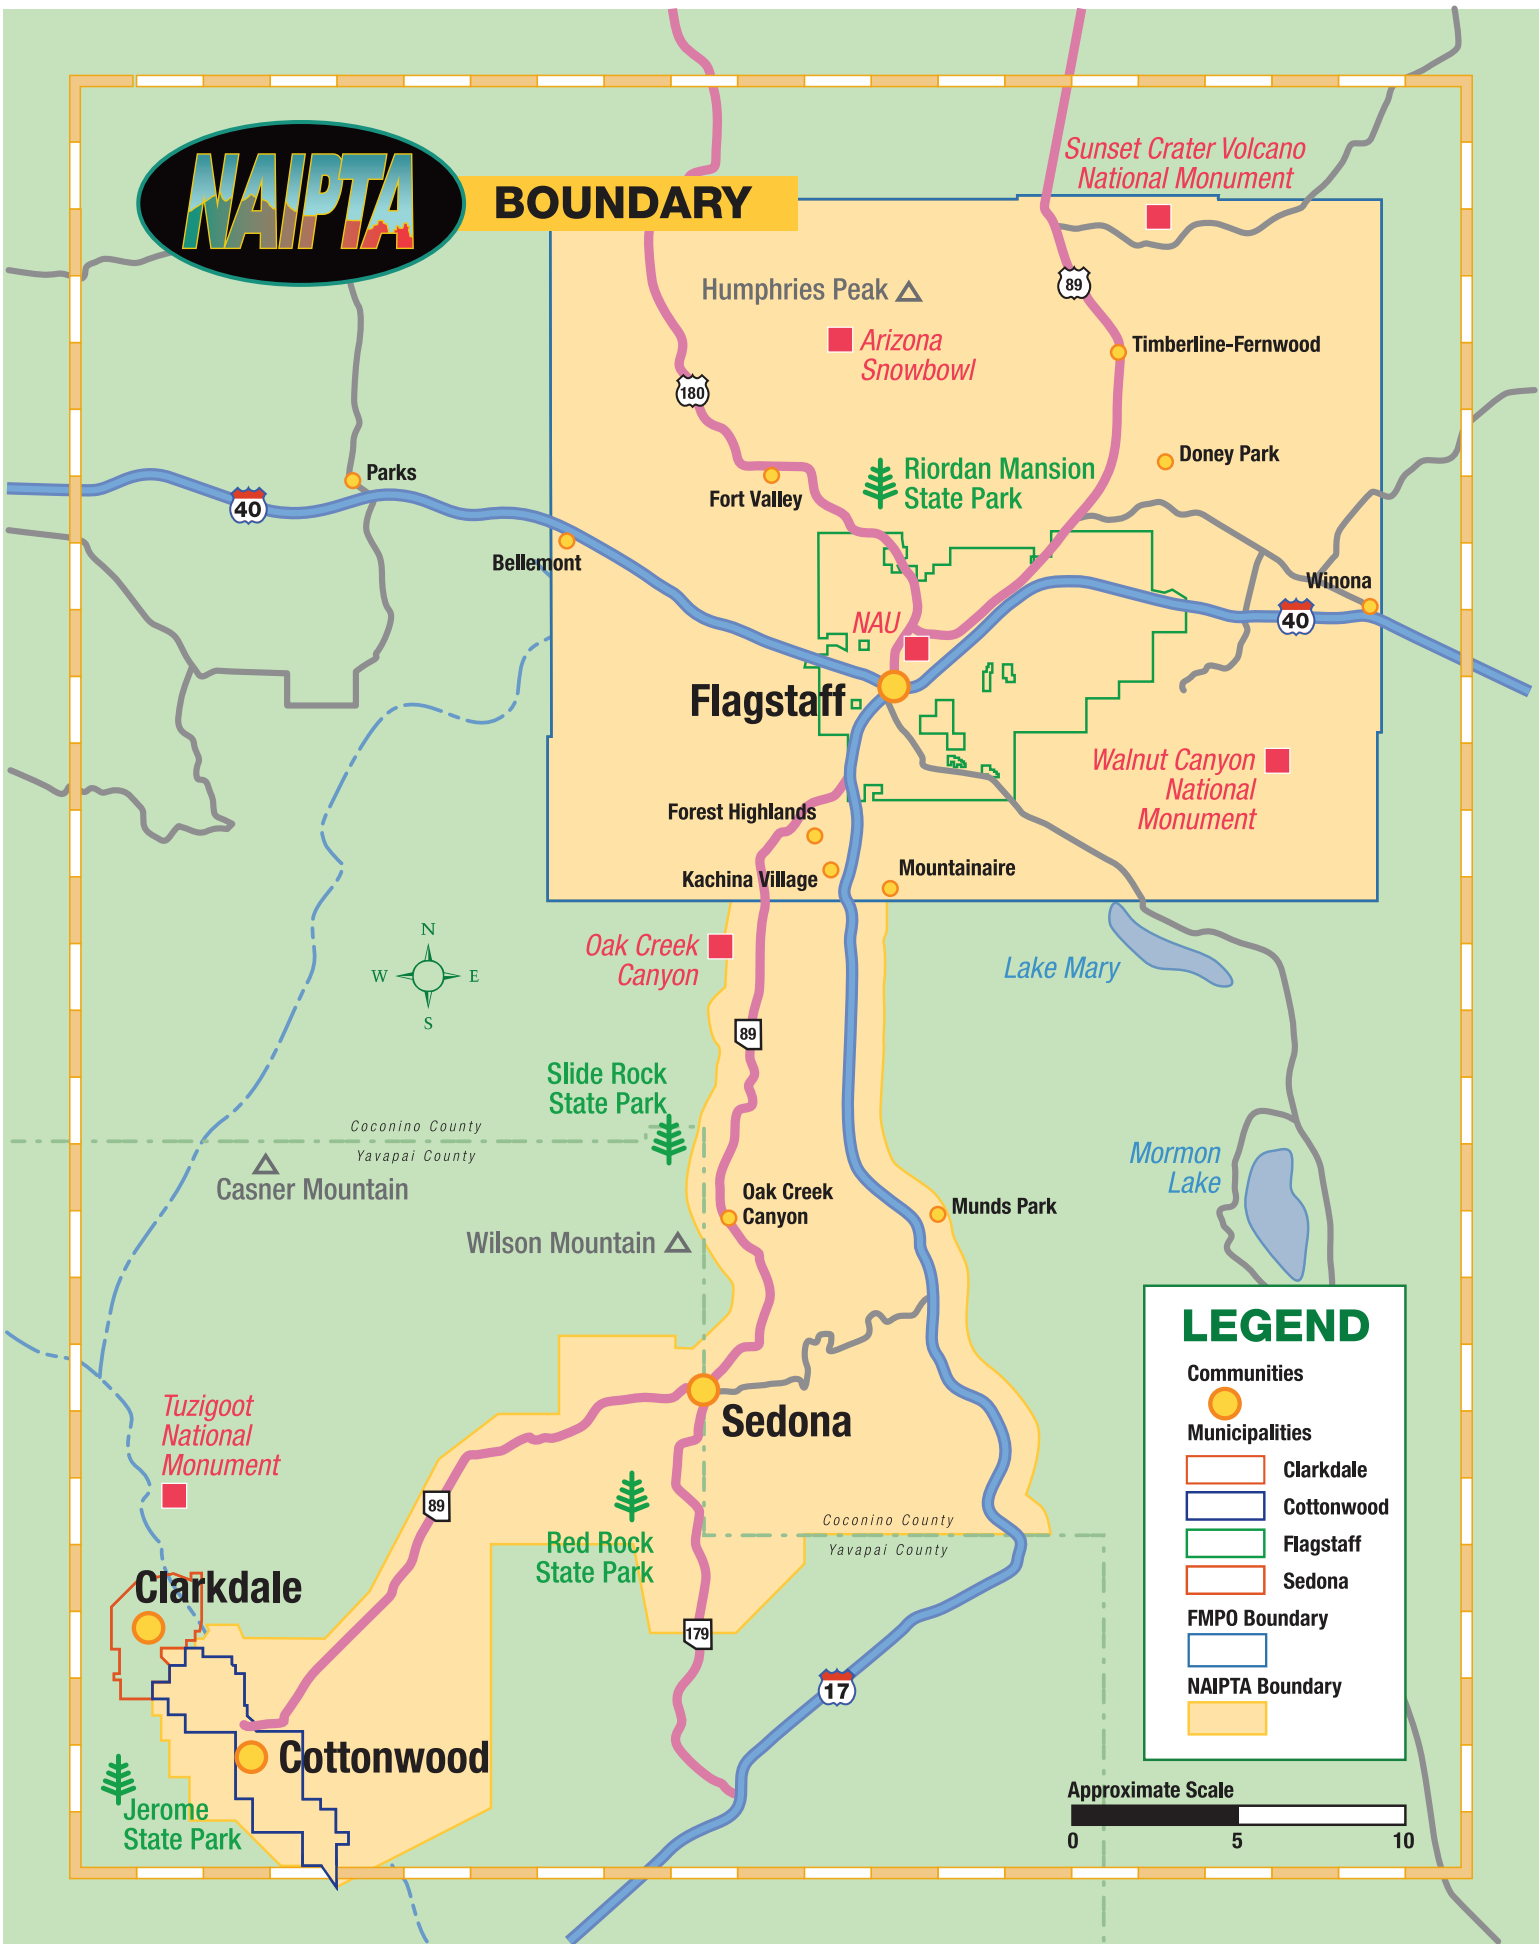 NAIPTA
BOUNDARY
Sunset Crater Volcano
National Monument
Humphries Peak
89
Arizona
Snowbowl
Timberline-Fernwood
180
Doney Park
Riordan Mansion
State Park
Parks
Fort Valley
40
Bellemont
Winona
40
NAU
Flagstaff
Walnut Canyon
National
Monument
Forest Highlands
Kachina Village
Mountainaire
N
W
E
S
Oak Creek
Canyon
Lake Mary
89
Slide Rock
State Park
Coconino County
Yavapai County
Casner Mountain
Mormon
Lake
Oak Creek
Canyon
Munds Park
Wilson Mountain
Sedona
Tuzigoot
National
Monument
89
Red Rock
State Park
Coconino County
Yavapai County
Clarkdale
179
17
Cottonwood
Jerome
State Park
LEGEND
Communities
Municipalities
Clarkdale
Cottonwood
Flagstaff
Sedona
FMPO Boundary
NAIPTA Boundary
Approximate Scale
0
5
10